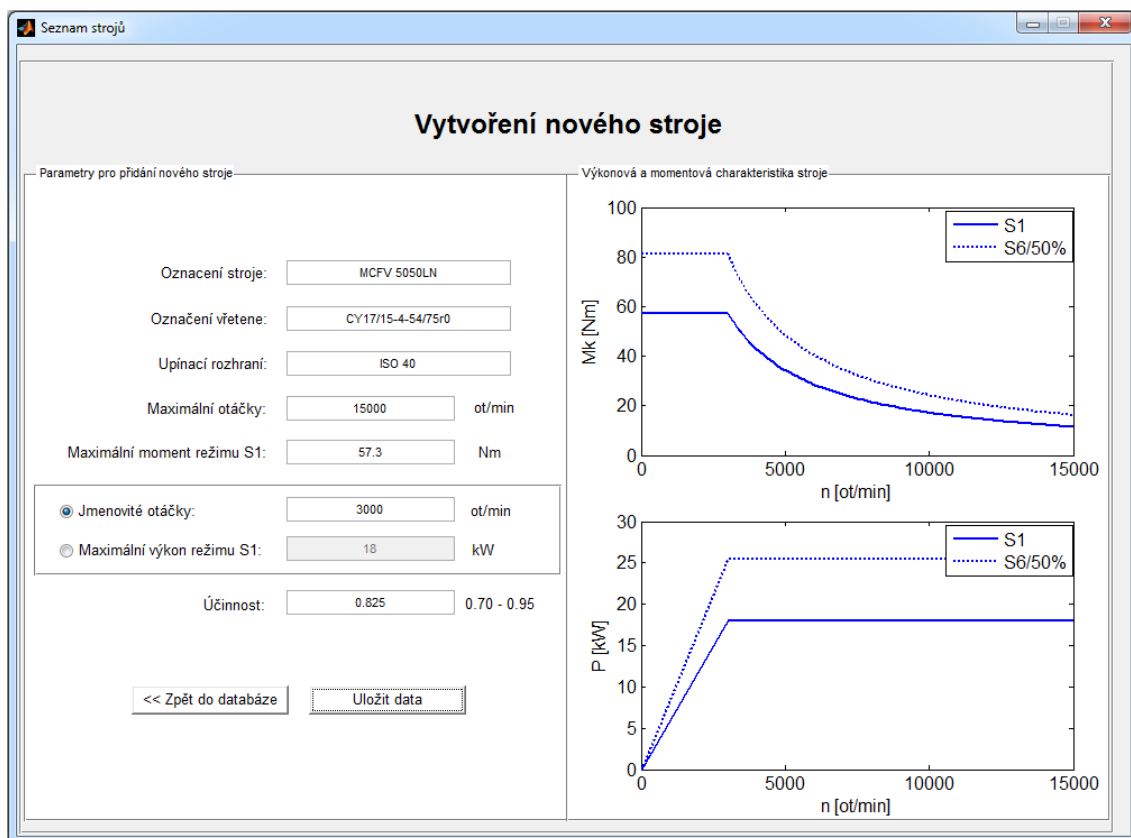 Seznam strojů
Vytvoření nového stroje
Parametry pro přidání nového stroje
Označení stroje: MCFV 5050LN
Označení vřetene: CY17/15-4-54/75r0
Upínací rozhraní: ISO 40
Maximální otáčky: 15000 ot/min
Maximální moment režimu S1: 57.3 Nm
Jmenovité otáčky: 3000 ot/min
Maximální výkon režimu S1: 18 kW
Účinnost: 0.825 0.70 - 0.95
<< Zpět do databáze Uložit data
Výkonová a momentová charakteristika stroje
100
80
60
40
20
0
Mk [Nm]
S1
S6/50%
0 5000 10000 15000
n [ot/min]
30
25
20
15
10
5
0
P [kW]
S1
S6/50%
0 5000 10000 15000
n [ot/min]